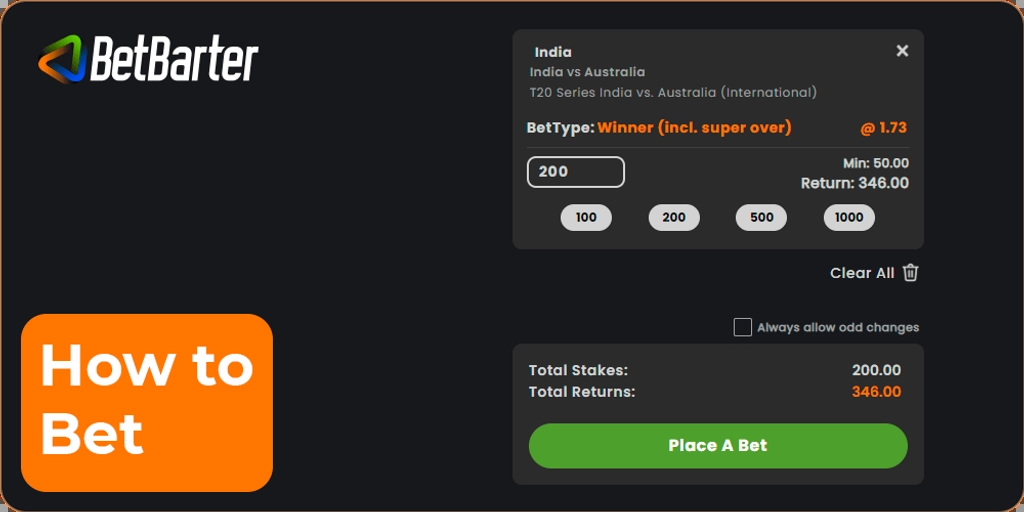 BetBarter
India
India vs Australia
T20 Series India vs. Australia (International)
BetType: Winner (incl. super over) @ 1.73
200
Min: 50.00
Return: 346.00
100 200 500 1000
Clear All
Always allow odd changes
Total Stakes: 200.00
Total Returns: 346.00
Place A Bet
How to
Bet